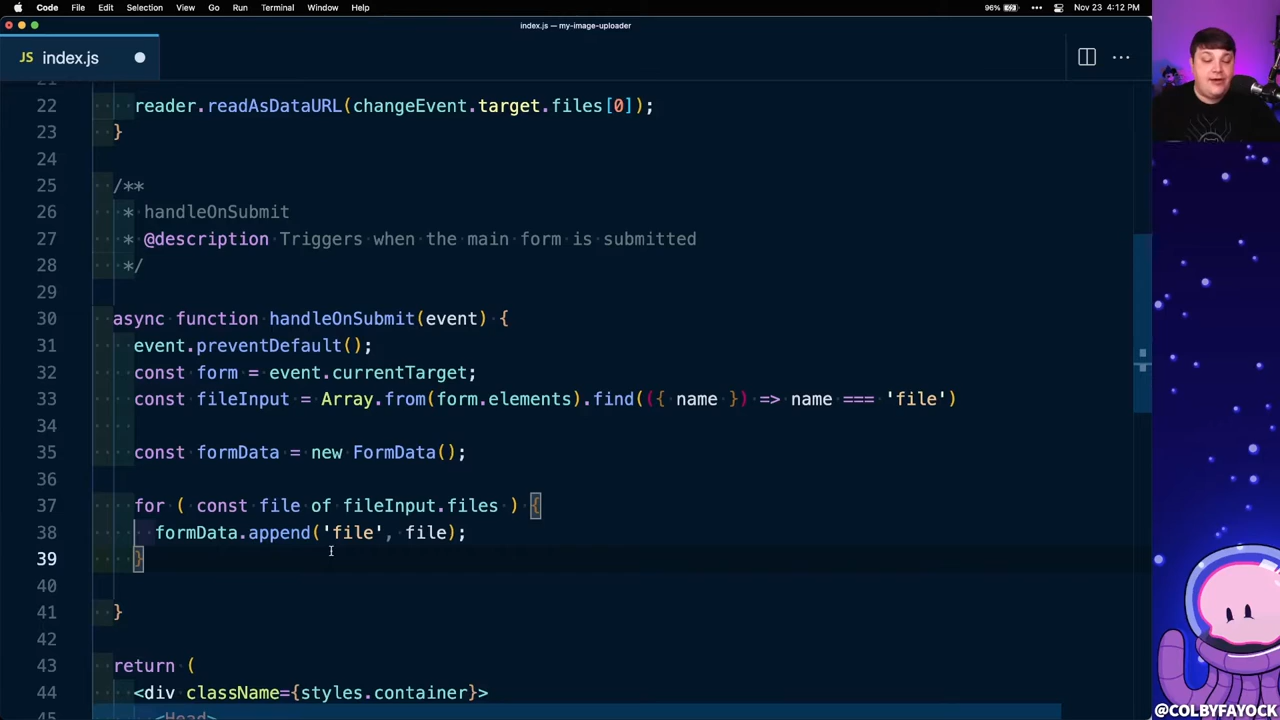 Code File Edit Selection View Go Run Terminal Window Help 96% Nov 23 4:12 PM
index.js — my-image-uploader
JS index.js
21
22 reader.readAsDataURL(changeEvent.target.files[0]);
23 }
24
25 /**
26 * handleOnSubmit
27 * @description Triggers when the main form is submitted
28 */
29
30 async function handleOnSubmit(event) {
31 event.preventDefault();
32 const form = event.currentTarget;
33 const fileInput = Array.from(form.elements).find(({ name }) => name === 'file')
34
35 const formData = new FormData();
36
37 for ( const file of fileInput.files ) {
38 formData.append('file', file);
39 }
40
41 }
42
43 return (
44 <div className={styles.container}>
45 <Head>
@COLBYFAYOCK